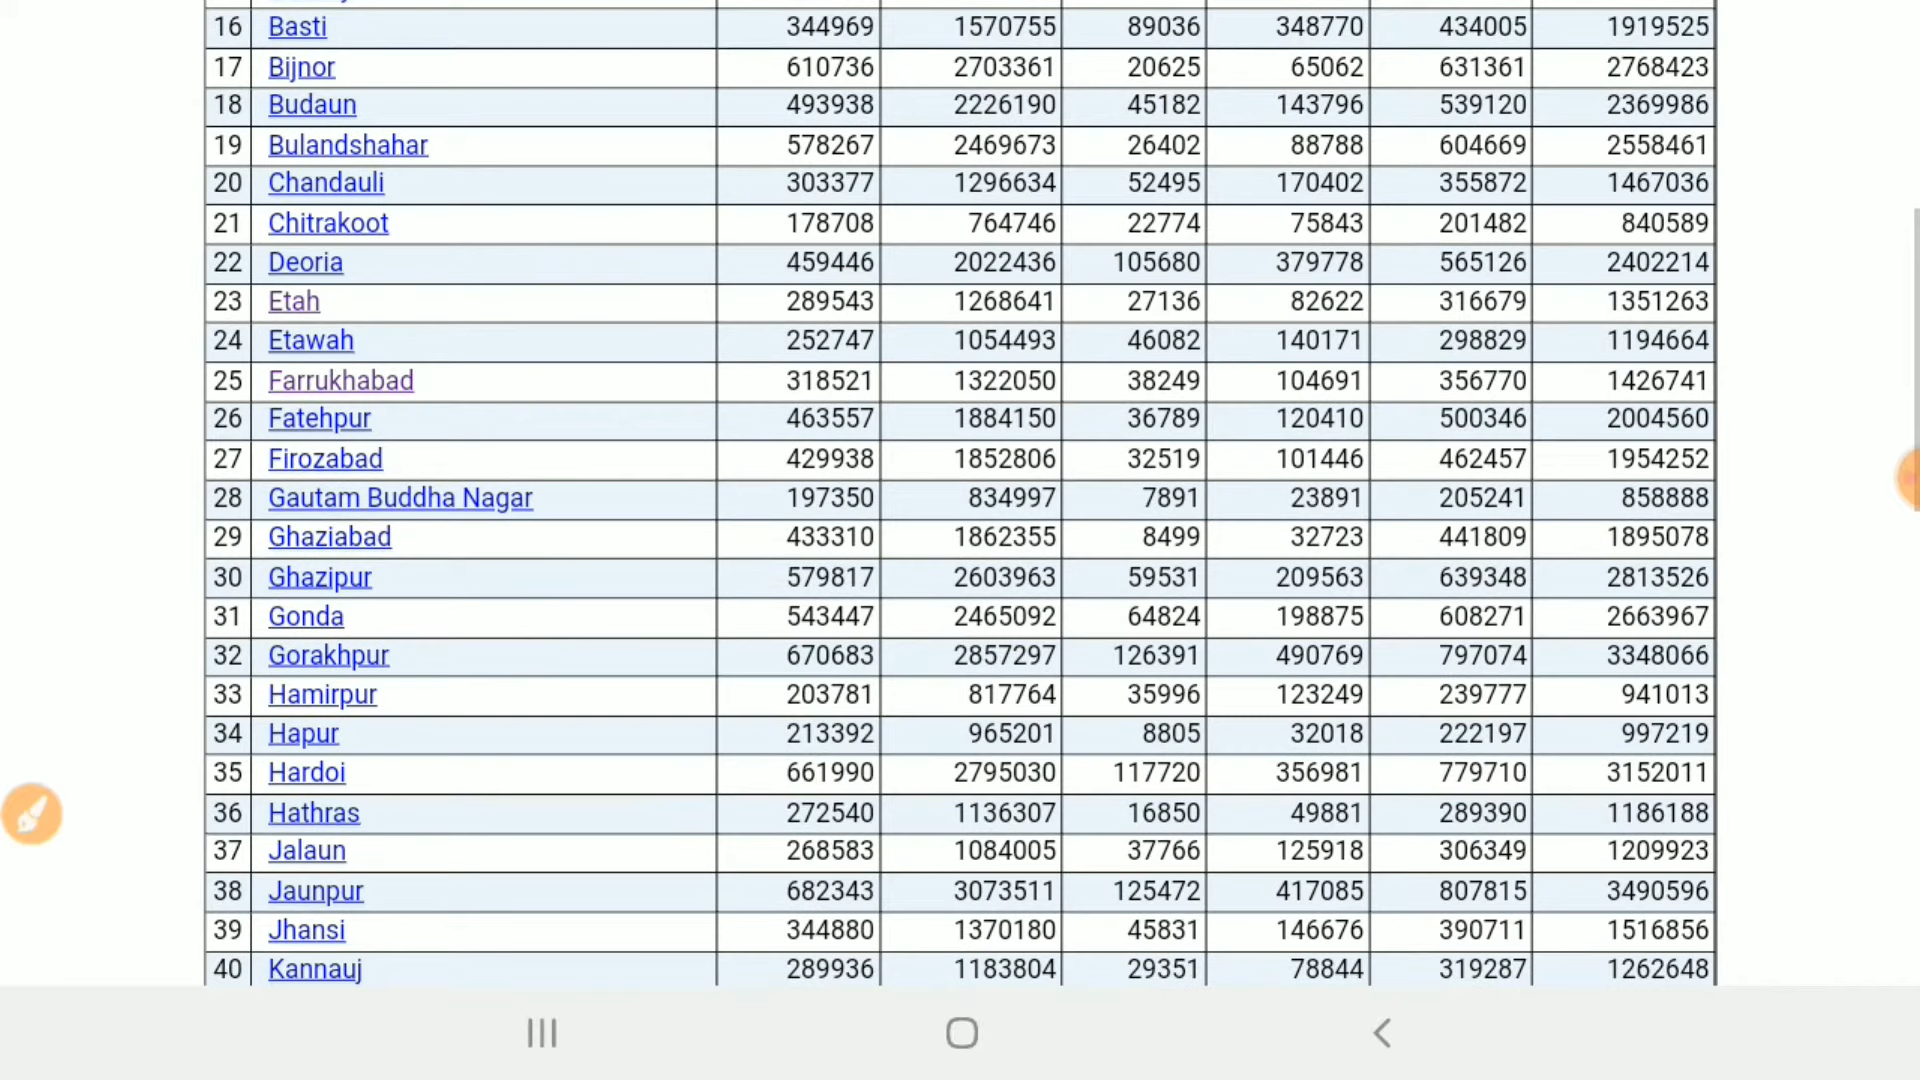 16 Basti 344969 1570755 89036 348770 434005 1919525
17 Bijnor 610736 2703361 20625 65062 631361 2768423
18 Budaun 493938 2226190 45182 143796 539120 2369986
19 Bulandshahar 578267 2469673 26402 88788 604669 2558461
20 Chandauli 303377 1296634 52495 170402 355872 1467036
21 Chitrakoot 178708 764746 22774 75843 201482 840589
22 Deoria 459446 2022436 105680 379778 565126 2402214
23 Etah 289543 1268641 27136 82622 316679 1351263
24 Etawah 252747 1054493 46082 140171 298829 1194664
25 Farrukhabad 318521 1322050 38249 104691 356770 1426741
26 Fatehpur 463557 1884150 36789 120410 500346 2004560
27 Firozabad 429938 1852806 32519 101446 462457 1954252
28 Gautam Buddha Nagar 197350 834997 7891 23891 205241 858888
29 Ghaziabad 433310 1862355 8499 32723 441809 1895078
30 Ghazipur 579817 2603963 59531 209563 639348 2813526
31 Gonda 543447 2465092 64824 198875 608271 2663967
32 Gorakhpur 670683 2857297 126391 490769 797074 3348066
33 Hamirpur 203781 817764 35996 123249 239777 941013
34 Hapur 213392 965201 8805 32018 222197 997219
35 Hardoi 661990 2795030 117720 356981 779710 3152011
36 Hathras 272540 1136307 16850 49881 289390 1186188
37 Jalaun 268583 1084005 37766 125918 306349 1209923
38 Jaunpur 682343 3073511 125472 417085 807815 3490596
39 Jhansi 344880 1370180 45831 146676 390711 1516856
40 Kannauj 289936 1183804 29351 78844 319287 1262648